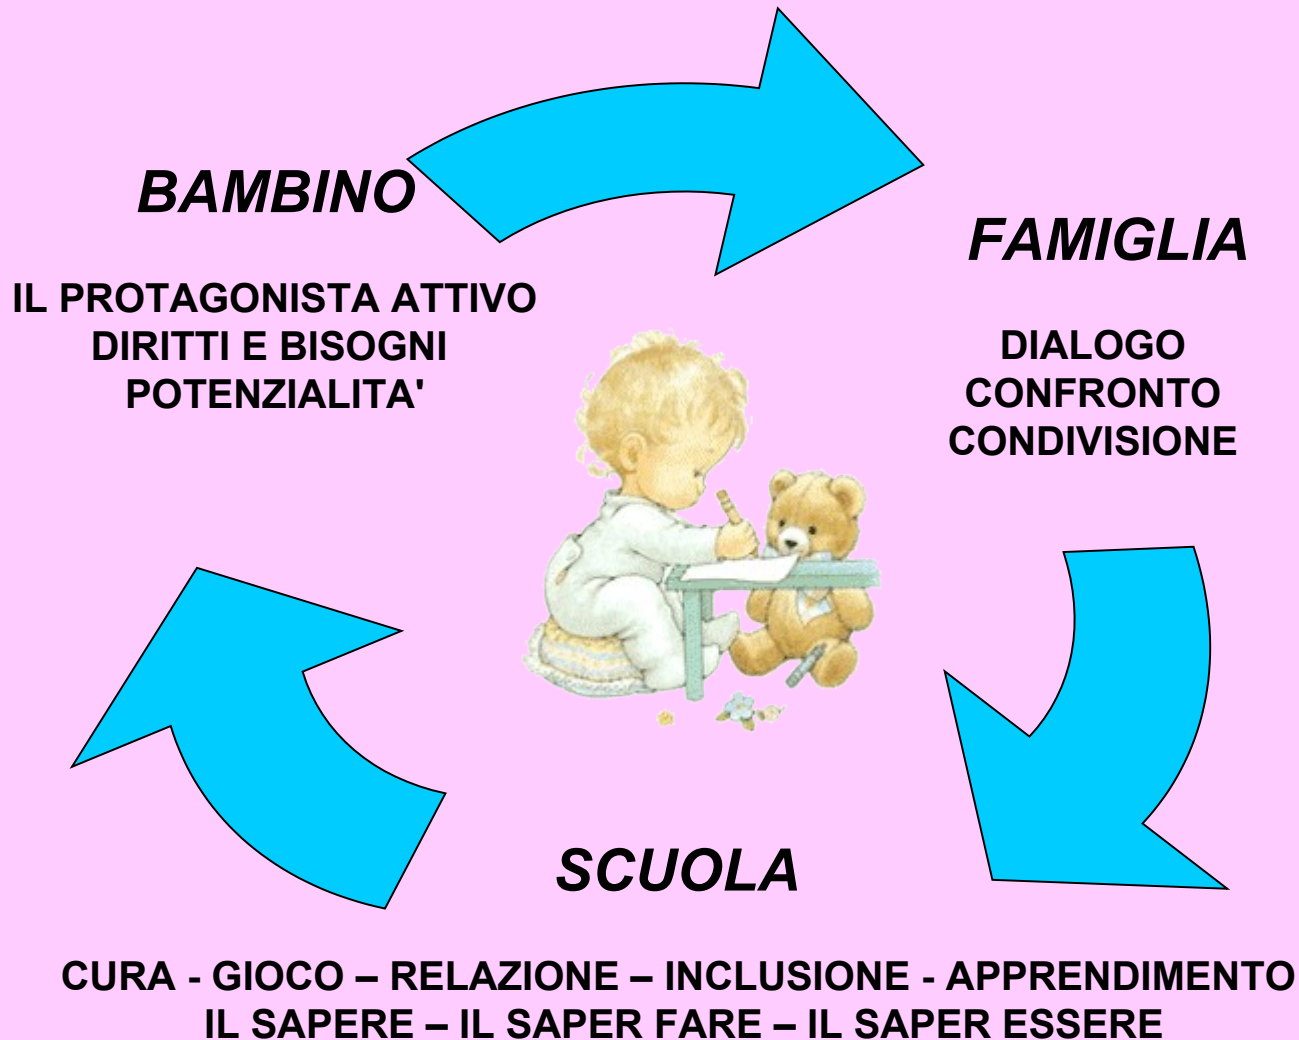 BAMBINO
IL PROTAGONISTA ATTIVO
DIRITTI E BISOGNI
POTENZIALITA'
FAMIGLIA
DIALOGO
CONFRONTO
CONDIVISIONE
SCUOLA
CURA - GIOCO – RELAZIONE – INCLUSIONE - APPRENDIMENTO
IL SAPERE – IL SAPER FARE – IL SAPER ESSERE